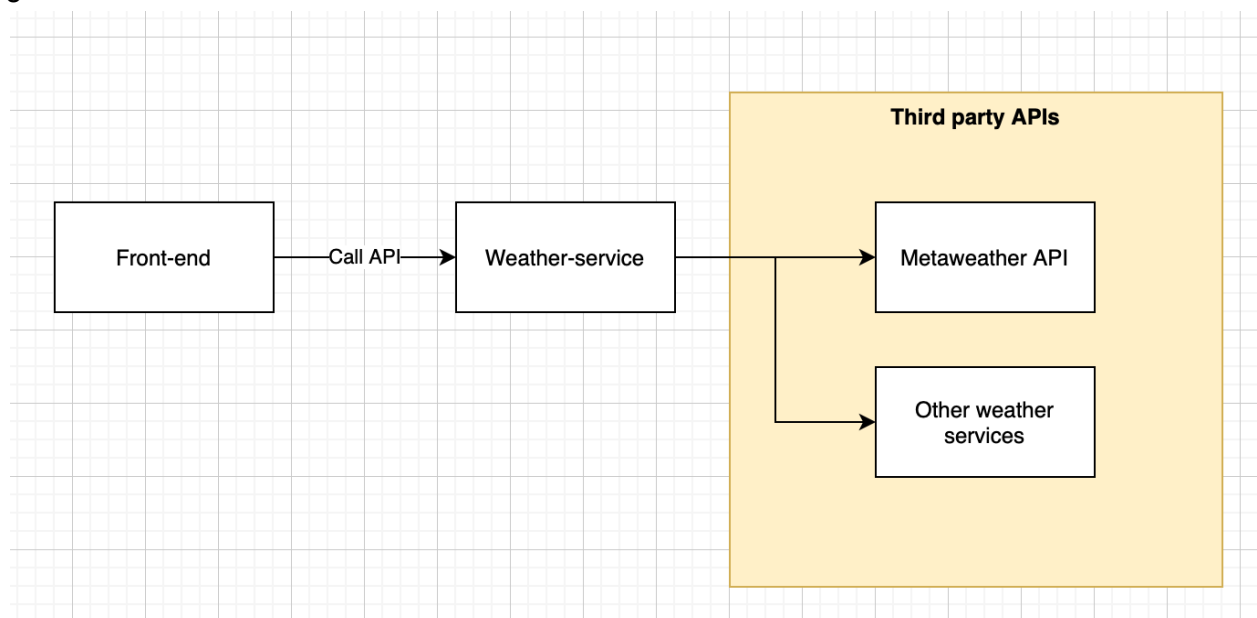 Third party APIs
Front-end
Call API
Weather-service
Metaweather API
Other weather
services